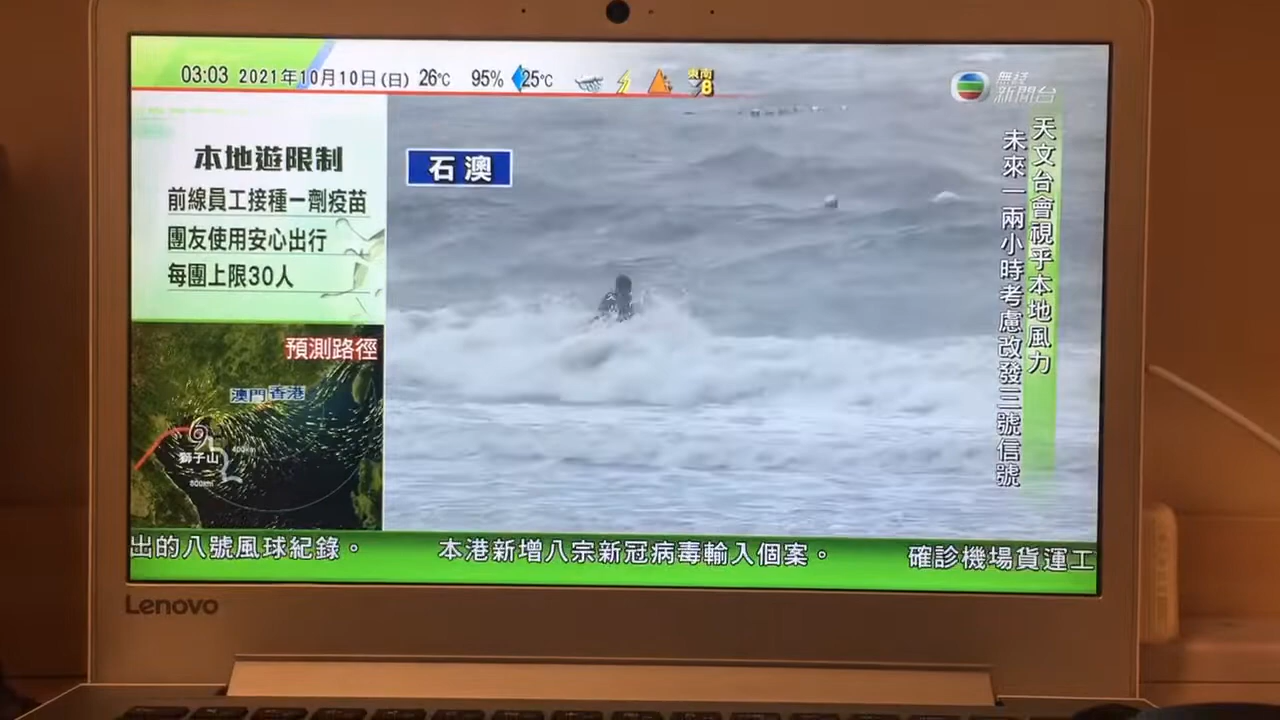 03:03 2021年10月10日(日) 26℃ 95% 25℃ 東南 8
無綫新聞台
本地遊限制
前線員工接種一劑疫苗
團友使用安心出行
每團上限30人
石澳
天文台會視乎本地風力
未來一兩小時考慮改發三號信號
預測路徑
澳門 香港
獅子山
400km
800km
出的八號風球紀錄。 本港新增八宗新冠病毒輸入個案。 確診機場貨運工
Lenovo